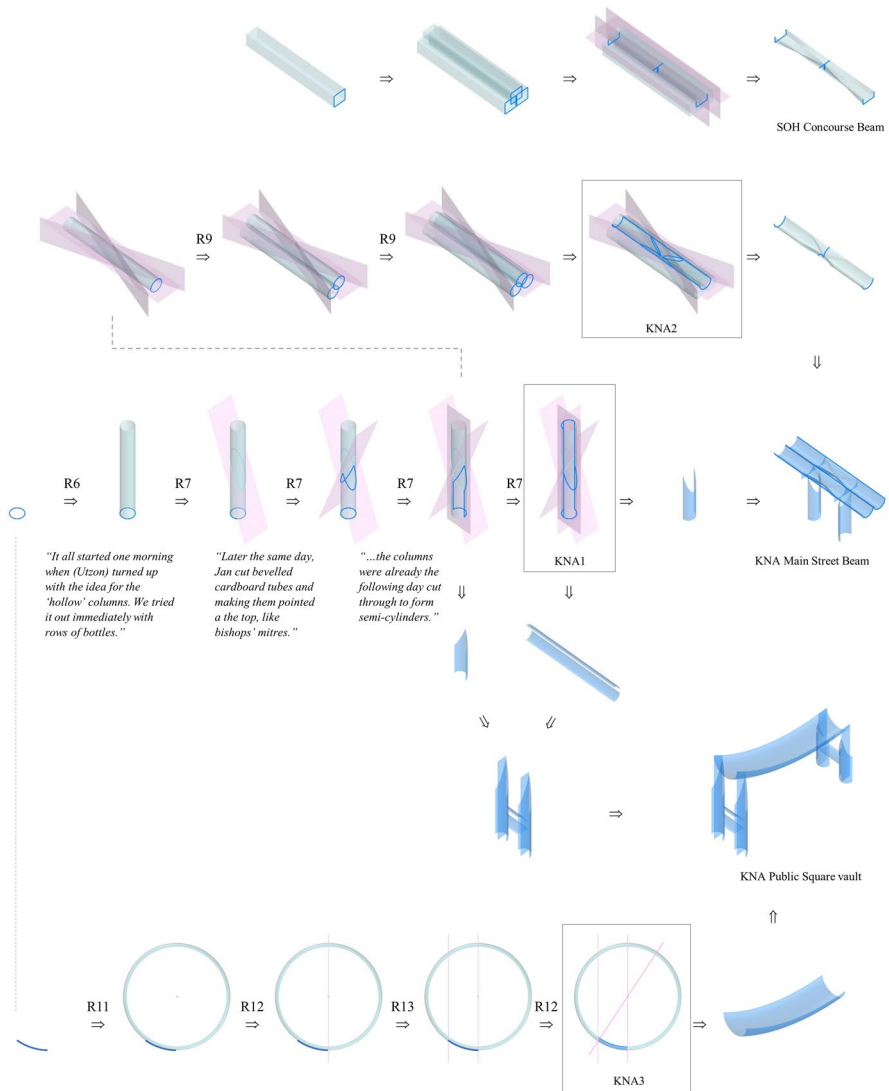 SOH Concourse Beam
R9
R9
KNA2
R6
R7
R7
R7
R7
KNA1
KNA Main Street Beam
“It all started one morning
when (Utzon) turned up
with the idea for the
‘hollow’ columns. We tried
it out immediately with
rows of bottles.”
“Later the same day,
Jan cut bevelled
cardboard tubes and
making them pointed
a the top, like
bishops’ mitres.”
“…the columns
were already the
following day cut
through to form
semi-cylinders.”
KNA Public Square vault
R11
R12
R13
R12
KNA3